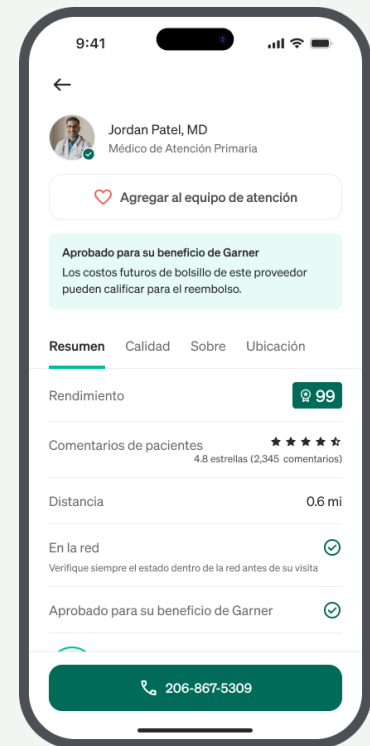 9:41
Jordan Patel, MD
Médico de Atención Primaria
Agregar al equipo de atención
Aprobado para su beneficio de Garner
Los costos futuros de bolsillo de este proveedor
pueden calificar para el reembolso.
Resumen Calidad Sobre Ubicación
Rendimiento 99
Comentarios de pacientes
4.8 estrellas (2,345 comentarios)
Distancia 0.6 mi
En la red
Verifique siempre el estado dentro de la red antes de su visita
Aprobado para su beneficio de Garner
206-867-5309